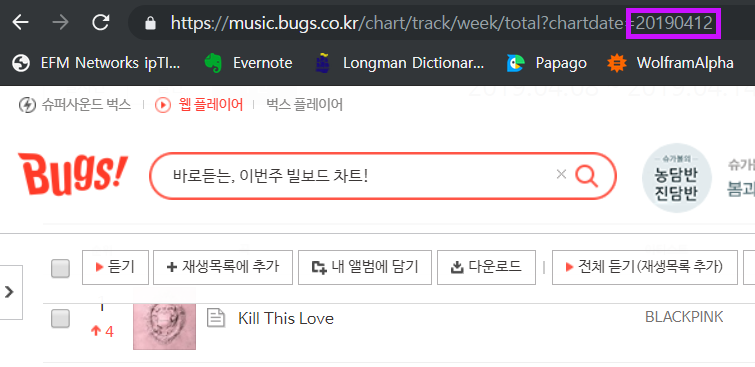 https://music.bugs.co.kr/chart/track/week/total?chartdate=20190412
EFM Networks ipTI... Evernote Longman Dictionar... Papago WolframAlpha
슈퍼사운드 벅스 웹 플레이어 벅스 플레이어
Bugs!
바로듣는, 이번주 빌보드 차트!
슈가볼의
농담반
진담반
슈가
봄과
듣기 재생목록에 추가 내 앨범에 담기 다운로드 전체 듣기(재생목록 추가)
1
4 Kill This Love BLACKPINK